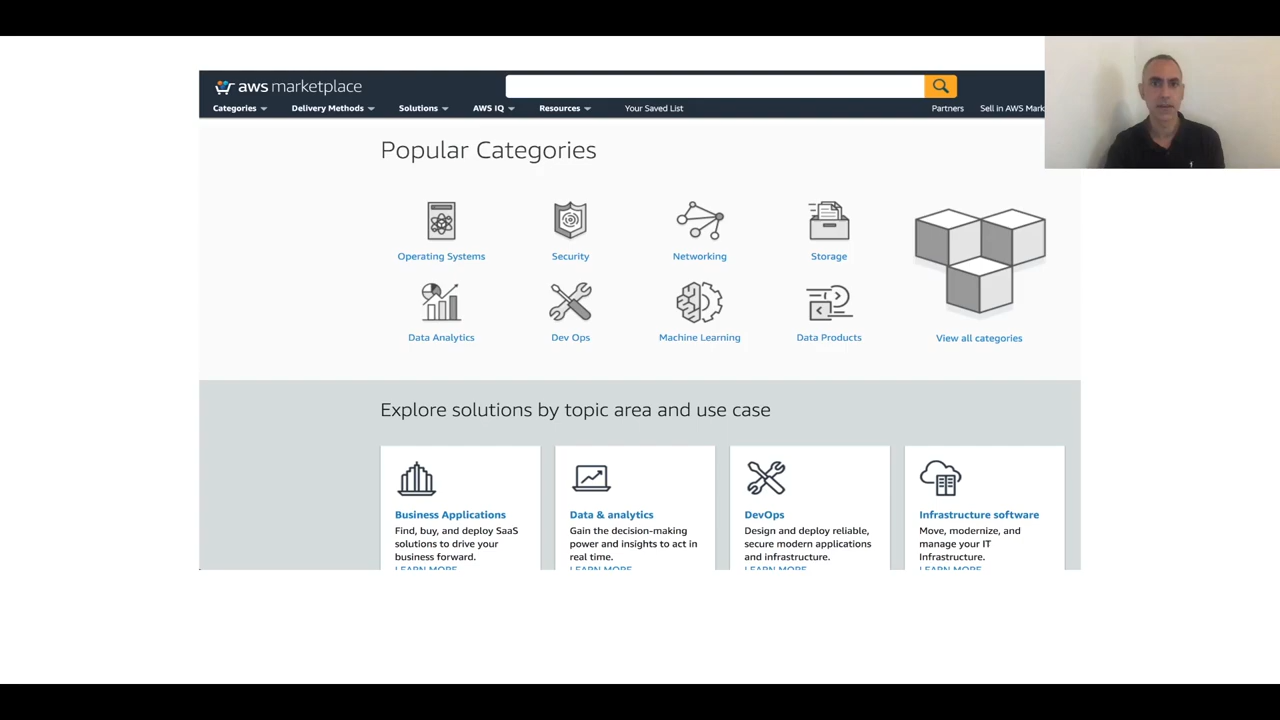 aws marketplace
Categories
Delivery Methods
Solutions
AWS IQ
Resources
Your Saved List
Partners
Sell in AWS Mark
Popular Categories
Operating Systems
Security
Networking
Storage
Data Analytics
Dev Ops
Machine Learning
Data Products
View all categories
Explore solutions by topic area and use case
Business Applications
Find, buy, and deploy SaaS
solutions to drive your
business forward.
LEARN MORE
Data & analytics
Gain the decision-making
power and insights to act in
real time.
LEARN MORE
DevOps
Design and deploy reliable,
secure modern applications
and infrastructure.
LEARN MORE
Infrastructure software
Move, modernize, and
manage your IT
Infrastructure.
LEARN MORE